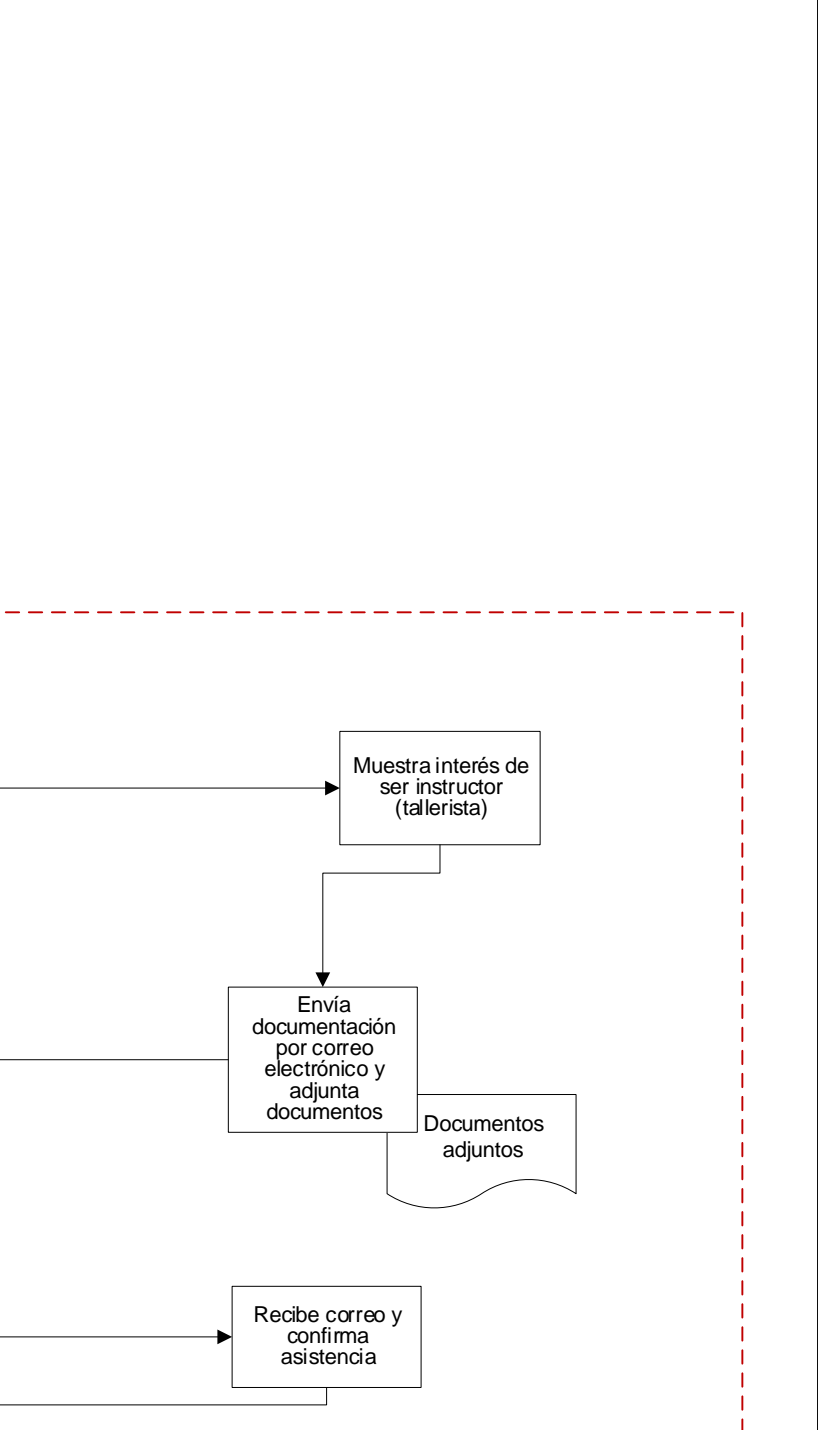 Muestra interés de
ser instructor
(tallerista)
Envía
documentación
por correo
electrónico y
adjunta
documentos
Documentos
adjuntos
Recibe correo y
confirma
asistencia